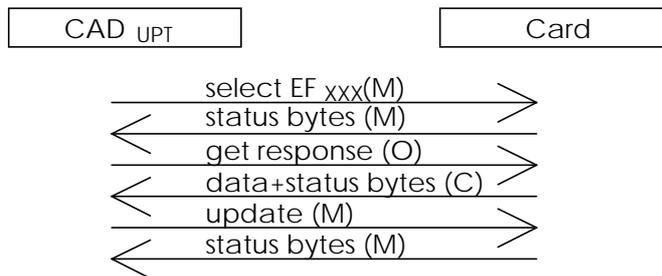 CAD UPT
Card
select EF XXX(M)
status bytes (M)
get response (O)
data+status bytes (C)
update (M)
status bytes (M)